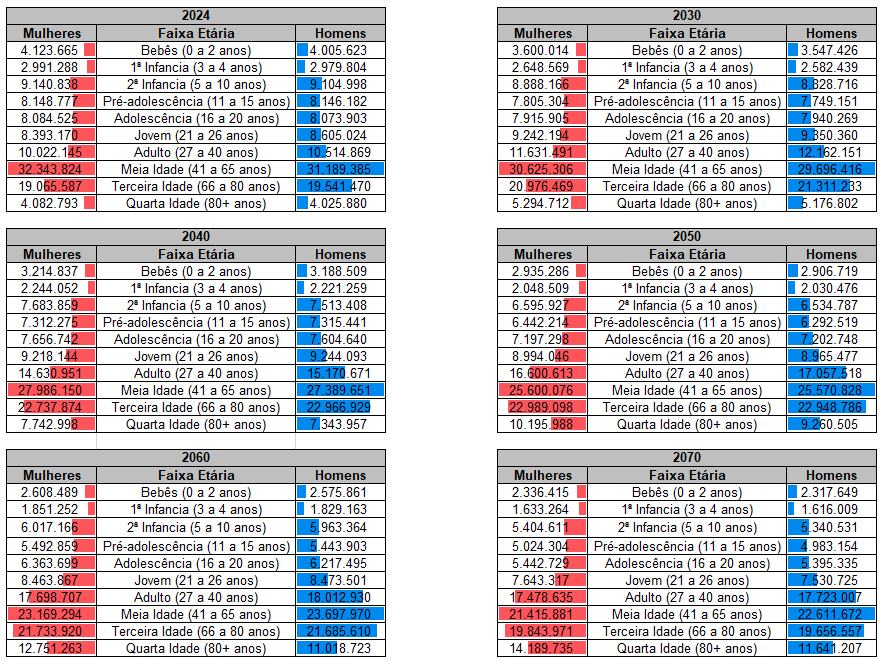 2024
Mulheres Faixa Etária Homens
4.123.665 Bebês (0 a 2 anos) 4.005.623
2.991.288 1ª Infancia (3 a 4 anos) 2.979.804
9.140.838 2ª Infancia (5 a 10 anos) 9.104.998
8.148.777 Pré-adolescência (11 a 15 anos) 8.146.182
8.084.525 Adolescência (16 a 20 anos) 8.073.903
8.393.170 Jovem (21 a 26 anos) 8.605.024
10.022.145 Adulto (27 a 40 anos) 10.514.869
32.343.824 Meia Idade (41 a 65 anos) 31.189.385
19.065.587 Terceira Idade (66 a 80 anos) 19.541.470
4.082.793 Quarta Idade (80+ anos) 4.025.880
2030
Mulheres Faixa Etária Homens
3.600.014 Bebês (0 a 2 anos) 3.547.426
2.648.569 1ª Infancia (3 a 4 anos) 2.582.439
8.888.166 2ª Infancia (5 a 10 anos) 8.828.716
7.805.304 Pré-adolescência (11 a 15 anos) 7.749.151
7.915.905 Adolescência (16 a 20 anos) 7.940.269
9.242.194 Jovem (21 a 26 anos) 9.350.360
11.631.491 Adulto (27 a 40 anos) 12.162.151
30.625.306 Meia Idade (41 a 65 anos) 29.696.416
20.976.469 Terceira Idade (66 a 80 anos) 21.311.233
5.294.712 Quarta Idade (80+ anos) 5.176.802
2040
Mulheres Faixa Etária Homens
3.214.837 Bebês (0 a 2 anos) 3.188.509
2.244.052 1ª Infancia (3 a 4 anos) 2.221.259
7.683.859 2ª Infancia (5 a 10 anos) 7.513.408
7.312.275 Pré-adolescência (11 a 15 anos) 7.315.441
7.656.742 Adolescência (16 a 20 anos) 7.604.640
9.218.144 Jovem (21 a 26 anos) 9.244.093
14.630.951 Adulto (27 a 40 anos) 15.170.671
27.986.150 Meia Idade (41 a 65 anos) 27.389.651
22.737.874 Terceira Idade (66 a 80 anos) 22.966.929
7.742.998 Quarta Idade (80+ anos) 7.343.957
2050
Mulheres Faixa Etária Homens
2.935.286 Bebês (0 a 2 anos) 2.906.719
2.048.509 1ª Infancia (3 a 4 anos) 2.030.476
6.595.927 2ª Infancia (5 a 10 anos) 6.534.787
6.442.214 Pré-adolescência (11 a 15 anos) 6.292.519
7.197.298 Adolescência (16 a 20 anos) 7.202.748
8.994.046 Jovem (21 a 26 anos) 8.965.477
16.600.613 Adulto (27 a 40 anos) 17.057.518
25.600.076 Meia Idade (41 a 65 anos) 25.570.828
22.989.098 Terceira Idade (66 a 80 anos) 22.948.786
10.195.988 Quarta Idade (80+ anos) 9.260.505
2060
Mulheres Faixa Etária Homens
2.608.489 Bebês (0 a 2 anos) 2.575.861
1.851.252 1ª Infancia (3 a 4 anos) 1.829.163
6.017.166 2ª Infancia (5 a 10 anos) 5.963.364
5.492.859 Pré-adolescência (11 a 15 anos) 5.443.903
6.363.699 Adolescência (16 a 20 anos) 6.217.495
8.463.867 Jovem (21 a 26 anos) 8.473.501
17.698.707 Adulto (27 a 40 anos) 18.012.930
23.169.294 Meia Idade (41 a 65 anos) 23.697.970
21.733.920 Terceira Idade (66 a 80 anos) 21.685.610
12.751.263 Quarta Idade (80+ anos) 11.018.723
2070
Mulheres Faixa Etária Homens
2.336.415 Bebês (0 a 2 anos) 2.317.649
1.633.264 1ª Infancia (3 a 4 anos) 1.616.009
5.404.611 2ª Infancia (5 a 10 anos) 5.340.531
5.024.304 Pré-adolescência (11 a 15 anos) 4.983.154
5.442.729 Adolescência (16 a 20 anos) 5.395.335
7.643.317 Jovem (21 a 26 anos) 7.530.725
17.478.635 Adulto (27 a 40 anos) 17.723.007
21.415.881 Meia Idade (41 a 65 anos) 22.611.672
19.843.971 Terceira Idade (66 a 80 anos) 19.656.557
14.189.735 Quarta Idade (80+ anos) 11.641.207